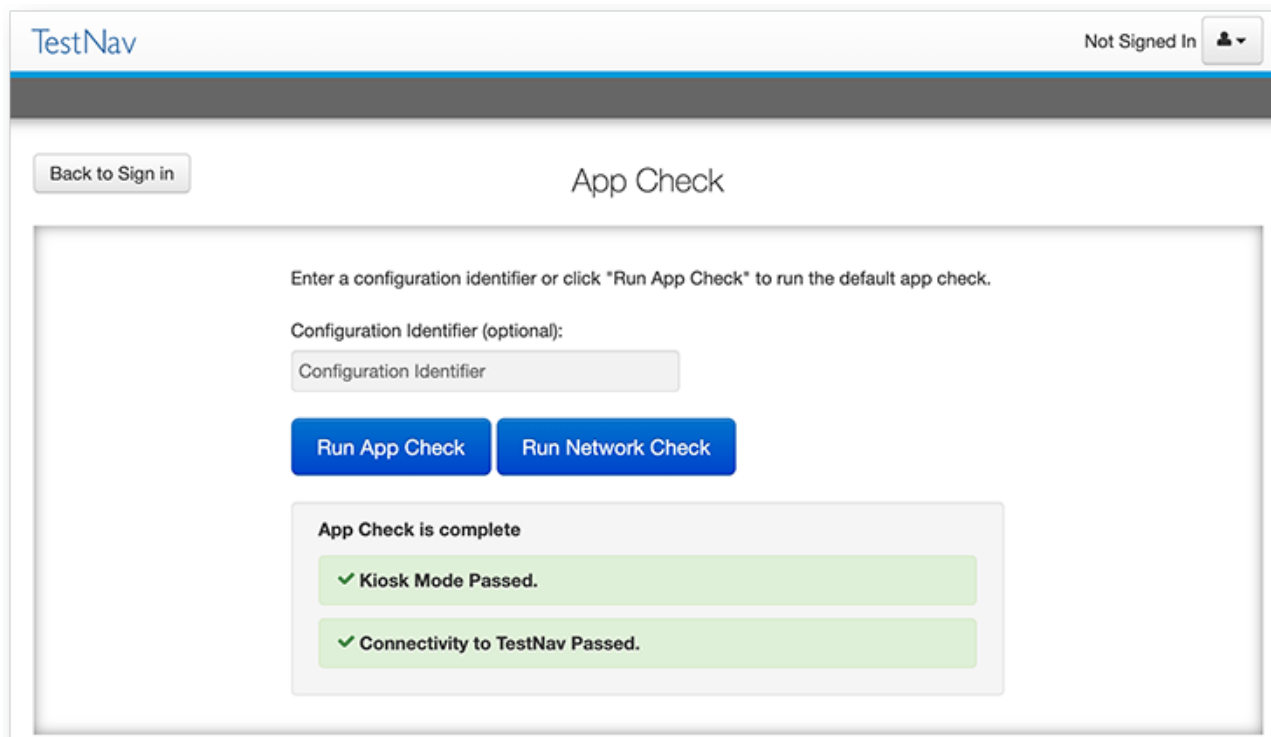 TestNav
Not Signed In
Back to Sign in
App Check
Enter a configuration identifier or click "Run App Check" to run the default app check.
Configuration Identifier (optional):
Configuration Identifier
Run App Check
Run Network Check
App Check is complete
Kiosk Mode Passed.
Connectivity to TestNav Passed.